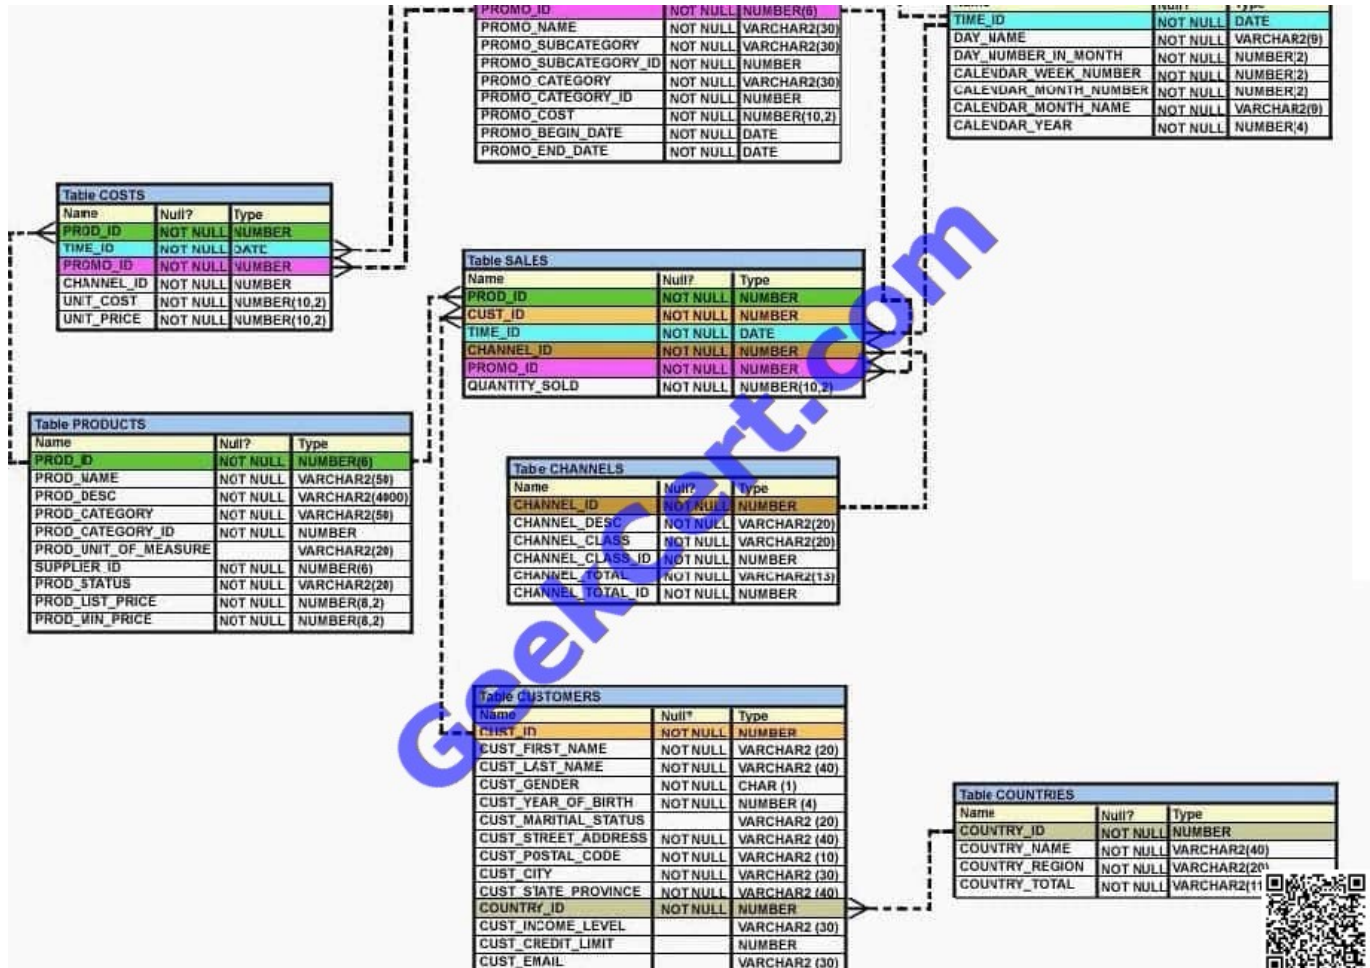 PROMO_ID NOT NULL NUMBER(6)
PROMO_NAME NOT NULL VARCHAR2(30)
PROMO_SUBCATEGORY NOT NULL VARCHAR2(30)
PROMO_SUBCATEGORY_ID NOT NULL NUMBER
PROMO_CATEGORY NOT NULL VARCHAR2(30)
PROMO_CATEGORY_ID NOT NULL NUMBER
PROMO_COST NOT NULL NUMBER(10,2)
PROMO_BEGIN_DATE NOT NULL DATE
PROMO_END_DATE NOT NULL DATE
TIME_ID NOT NULL DATE
DAY_NAME NOT NULL VARCHAR2(9)
DAY_NUMBER_IN_MONTH NOT NULL NUMBER(2)
CALENDAR_WEEK_NUMBER NOT NULL NUMBER(2)
CALENDAR_MONTH_NUMBER NOT NULL NUMBER(2)
CALENDAR_MONTH_NAME NOT NULL VARCHAR2(9)
CALENDAR_YEAR NOT NULL NUMBER(4)
Table COSTS
Name Null? Type
PROD_ID NOT NULL NUMBER
TIME_ID NOT NULL DATE
PROMO_ID NOT NULL NUMBER
CHANNEL_ID NOT NULL NUMBER
UNIT_COST NOT NULL NUMBER(10,2)
UNIT_PRICE NOT NULL NUMBER(10,2)
Table SALES
Name Null? Type
PROD_ID NOT NULL NUMBER
CUST_ID NOT NULL NUMBER
TIME_ID NOT NULL DATE
CHANNEL_ID NOT NULL NUMBER
PROMO_ID NOT NULL NUMBER
QUANTITY_SOLD NOT NULL NUMBER(10,2)
Table PRODUCTS
Name Null? Type
PROD_ID NOT NULL NUMBER(6)
PROD_NAME NOT NULL VARCHAR2(50)
PROD_DESC NOT NULL VARCHAR2(4000)
PROD_CATEGORY NOT NULL VARCHAR2(50)
PROD_CATEGORY_ID NOT NULL NUMBER
PROD_UNIT_OF_MEASURE VARCHAR2(20)
SUPPLIER_ID NOT NULL NUMBER(6)
PROD_STATUS NOT NULL VARCHAR2(20)
PROD_LIST_PRICE NOT NULL NUMBER(8,2)
PROD_MIN_PRICE NOT NULL NUMBER(8,2)
Table CHANNELS
Name Null? Type
CHANNEL_ID NOT NULL NUMBER
CHANNEL_DESC NOT NULL VARCHAR2(20)
CHANNEL_CLASS NOT NULL VARCHAR2(20)
CHANNEL_CLASS_ID NOT NULL NUMBER
CHANNEL_TOTAL NOT NULL VARCHAR2(13)
CHANNEL_TOTAL_ID NOT NULL NUMBER
GeekCert.com
Table CUSTOMERS
Name Null? Type
CUST_ID NOT NULL NUMBER
CUST_FIRST_NAME NOT NULL VARCHAR2 (20)
CUST_LAST_NAME NOT NULL VARCHAR2 (40)
CUST_GENDER NOT NULL CHAR (1)
CUST_YEAR_OF_BIRTH NOT NULL NUMBER (4)
CUST_MARITIAL_STATUS VARCHAR2 (20)
CUST_STREET_ADDRESS NOT NULL VARCHAR2 (40)
CUST_POSTAL_CODE NOT NULL VARCHAR2 (10)
CUST_CITY NOT NULL VARCHAR2 (30)
CUST_STATE_PROVINCE NOT NULL VARCHAR2 (40)
COUNTRY_ID NOT NULL NUMBER
CUST_INCOME_LEVEL VARCHAR2 (30)
CUST_CREDIT_LIMIT NUMBER
CUST_EMAIL VARCHAR2 (30)
Table COUNTRIES
Name Null? Type
COUNTRY_ID NOT NULL NUMBER
COUNTRY_NAME NOT NULL VARCHAR2(40)
COUNTRY_REGION NOT NULL VARCHAR2(20)
COUNTRY_TOTAL NOT NULL VARCHAR2(11